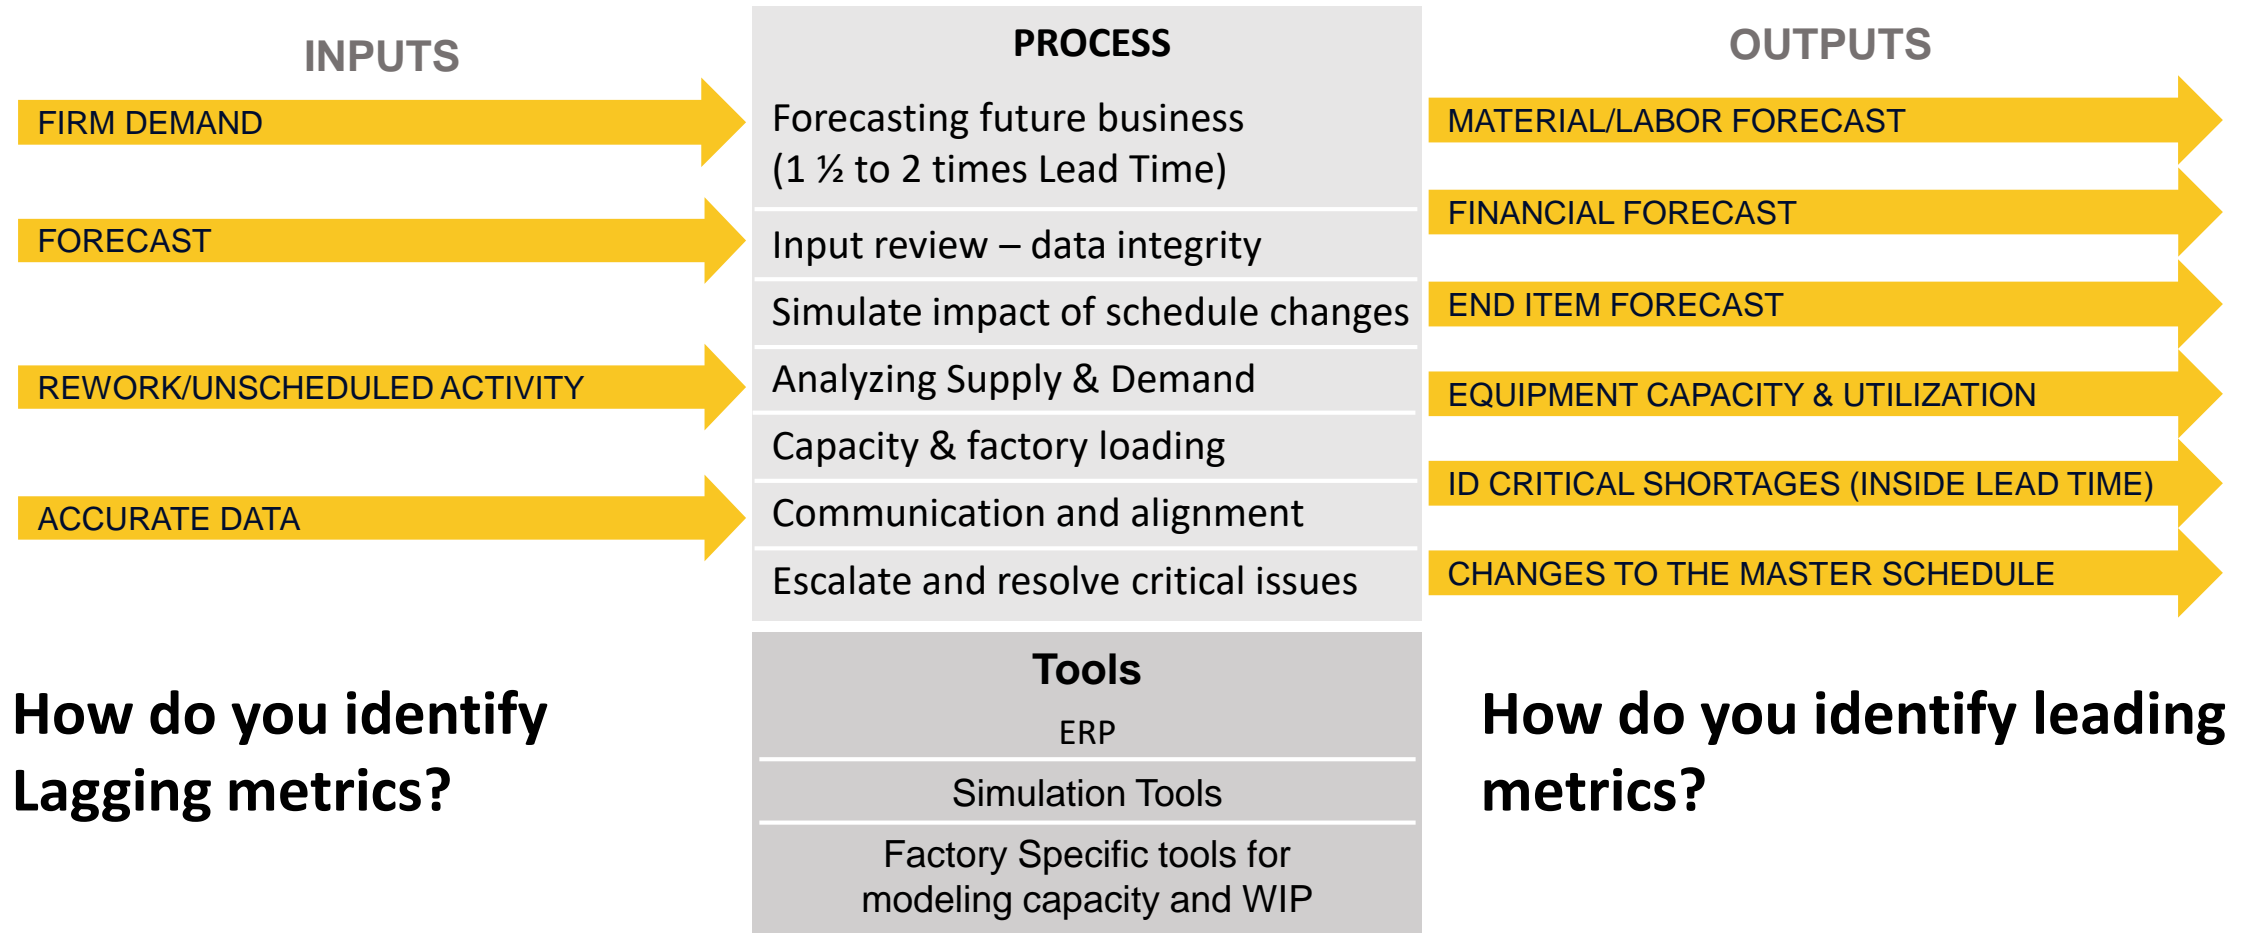 INPUTS
FIRM DEMAND
FORECAST
REWORK/UNSCHEDULED ACTIVITY
ACCURATE DATA
How do you identify
Lagging metrics?
PROCESS
Forecasting future business
(1 ½ to 2 times Lead Time)
Input review – data integrity
Simulate impact of schedule changes
Analyzing Supply & Demand
Capacity & factory loading
Communication and alignment
Escalate and resolve critical issues
Tools
ERP
Simulation Tools
Factory Specific tools for
modeling capacity and WIP
OUTPUTS
MATERIAL/LABOR FORECAST
FINANCIAL FORECAST
END ITEM FORECAST
EQUIPMENT CAPACITY & UTILIZATION
ID CRITICAL SHORTAGES (INSIDE LEAD TIME)
CHANGES TO THE MASTER SCHEDULE
How do you identify leading
metrics?